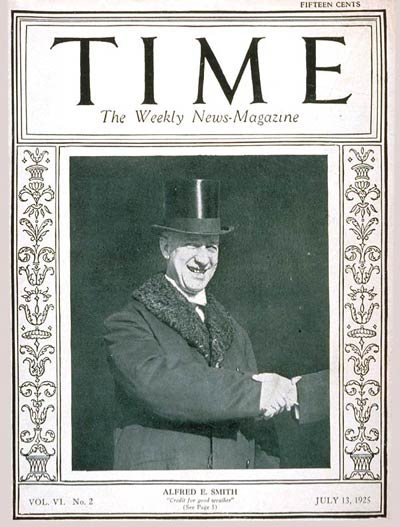 FIFTEEN CENTS
TIME
The Weekly News-Magazine
ALFRED E. SMITH
"Credit for good weather"
(See Page 5)
VOL. VI. No. 2
JULY 13, 1925